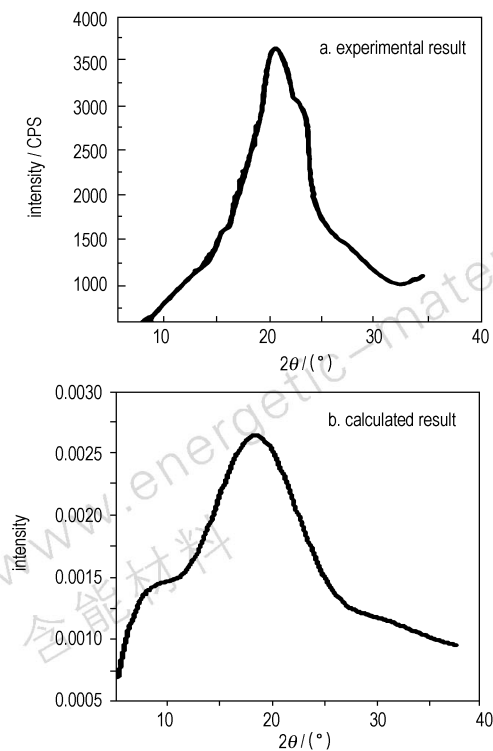 4000
a. experimental result
3500
3000
2500
2000
1500
1000
intensity / CPS
10 20 30 40
2θ/(°)
0.0030
b. calculated result
0.0025
0.0020
0.0015
0.0010
0.0005
intensity
10 20 30 40
2θ/(°)
www.energetic-mate
含能材料